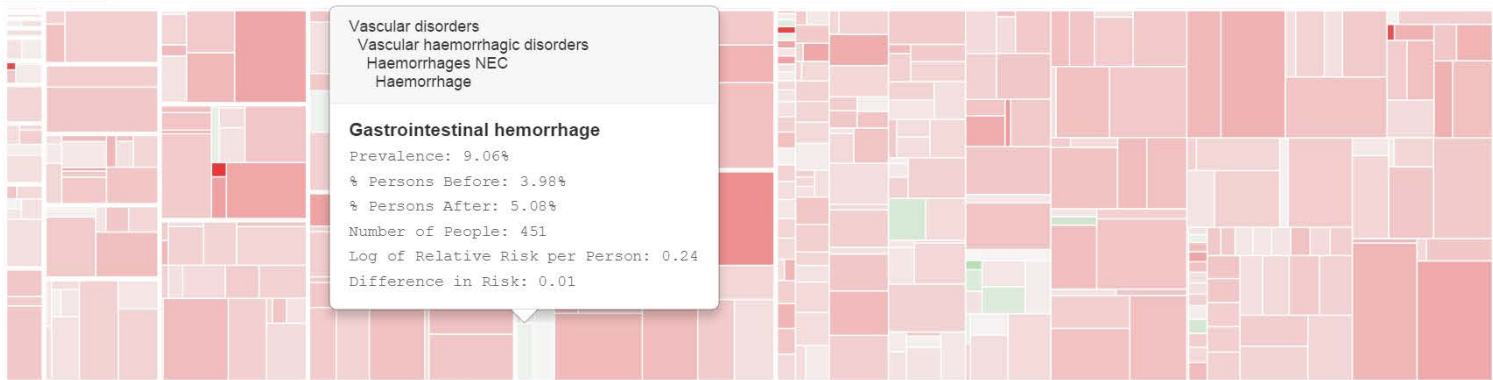 Vascular disorders
Vascular haemorrhagic disorders
Haemorrhages NEC
Haemorrhage
Gastrointestinal hemorrhage
Prevalence: 9.06%
% Persons Before: 3.98%
% Persons After: 5.08%
Number of People: 451
Log of Relative Risk per Person: 0.24
Difference in Risk: 0.01